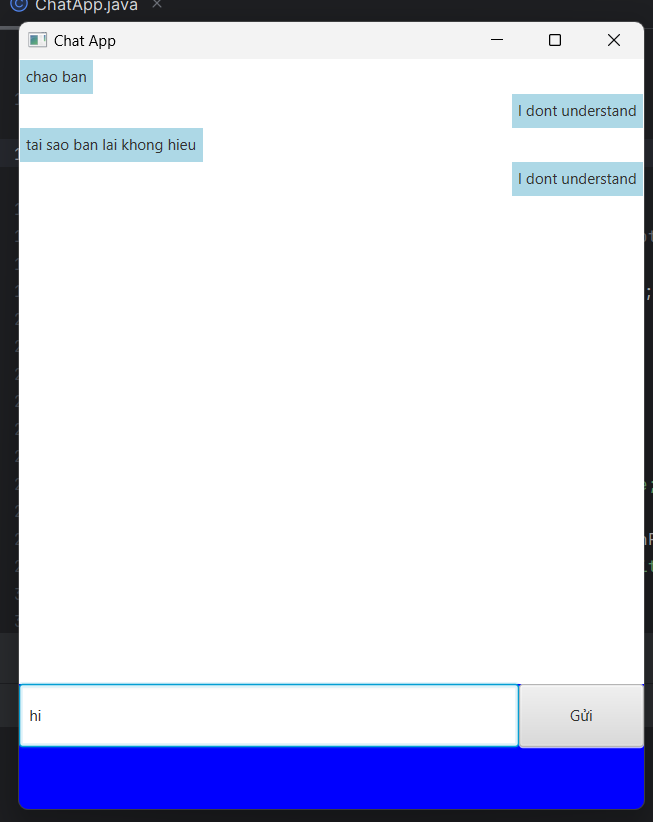 ChatApp.java
Chat App
chao ban
I dont understand
tai sao ban lai khong hieu
I dont understand
hi
Gửi